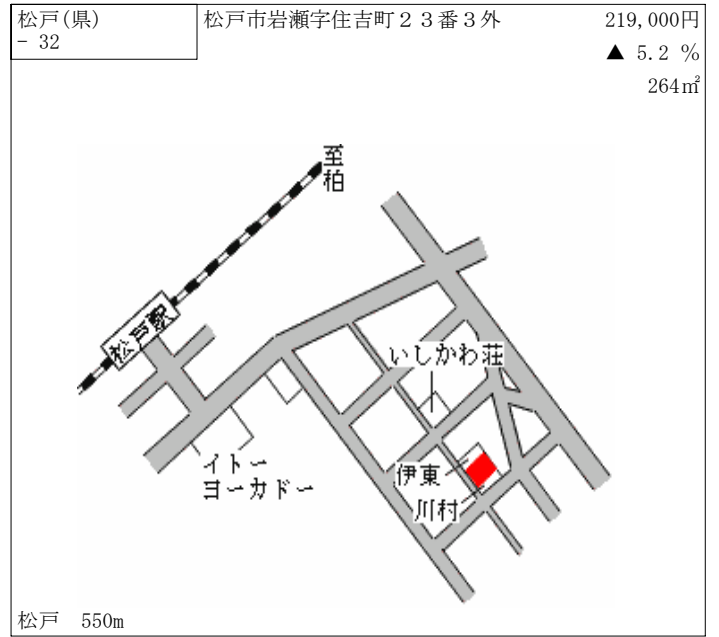 松戸(県)
- 32
松戸市岩瀬字住吉町２３番３外
219,000円
▲ 5.2 %
264㎡
至
柏
松戸駅
いしかわ荘
イトー
ヨーカドー
伊東
川村
松戸 550m